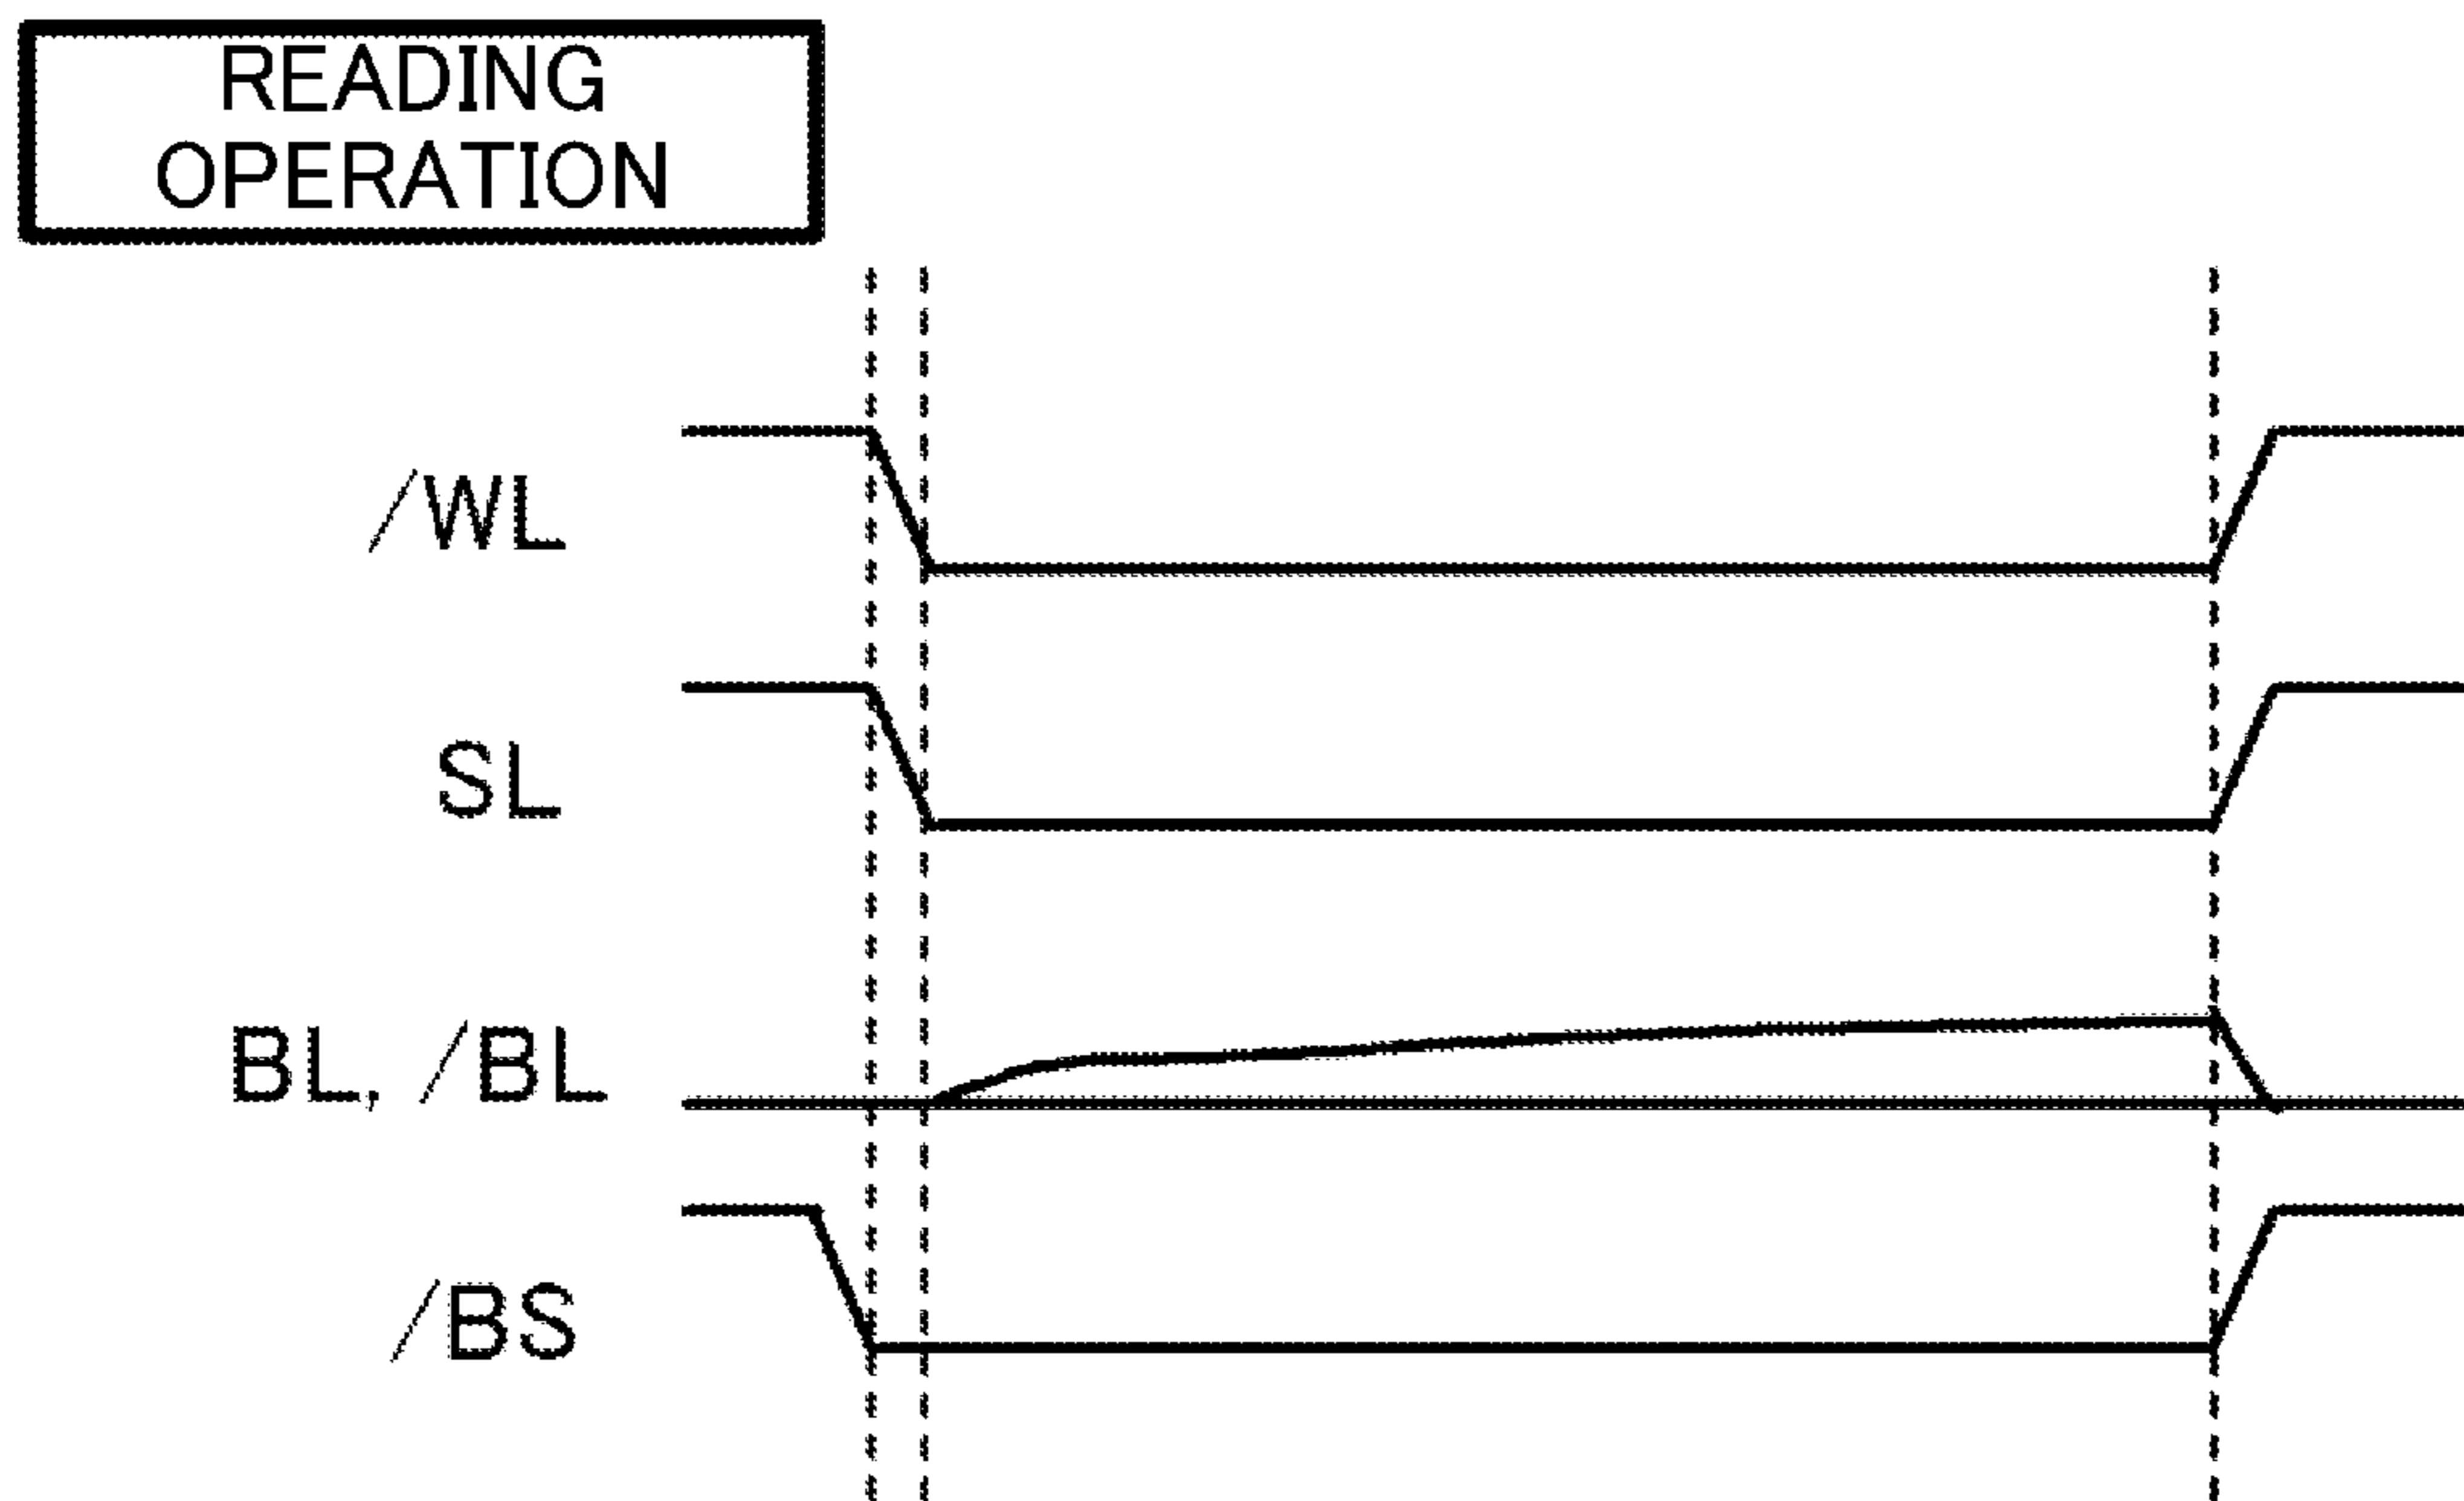 READING
OPERATION
/WL
SL
BL, /BL
/BS